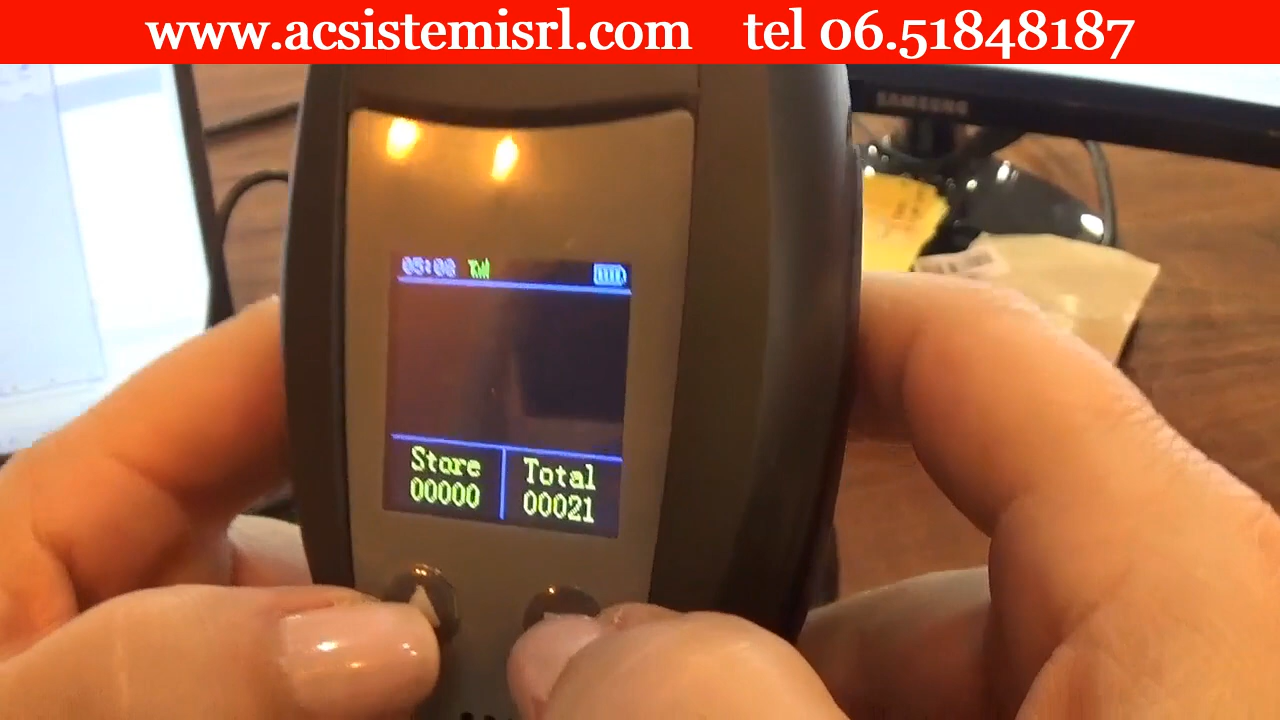 www.acsistemisrl.com tel 06.51848187
SAMSUNG
05:08
Store
00000
Total
00021